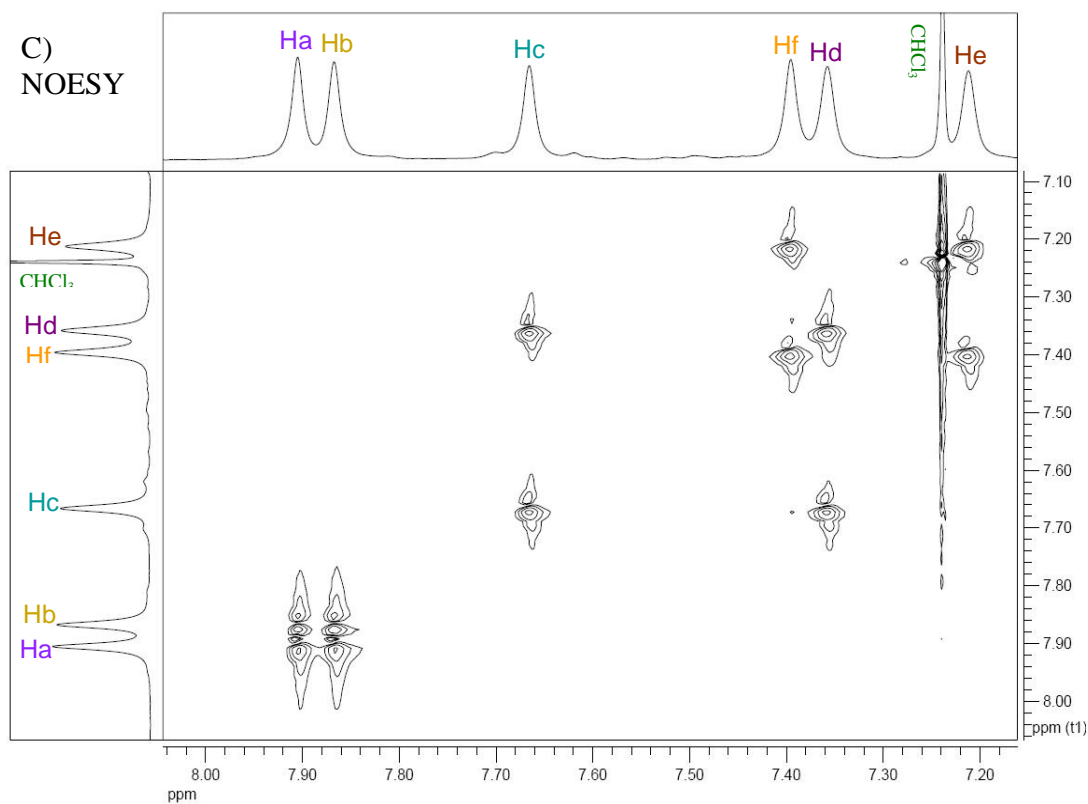 C)
NOESY
Ha
Hb
Hc
Hf
Hd
CHCl3
He
He
CHCl3
Hd
Hf
Hc
Hb
Ha
7.10
7.20
7.30
7.40
7.50
7.60
7.70
7.80
7.90
8.00
ppm (t1)
8.00 7.90 7.80 7.70 7.60 7.50 7.40 7.30 7.20
ppm